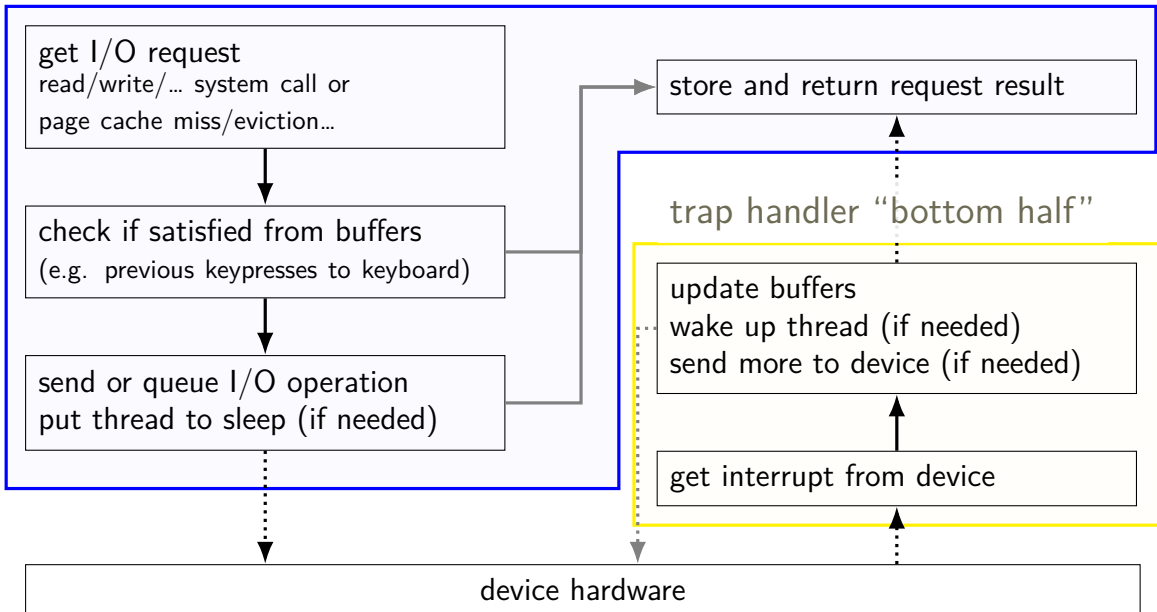 get I/O request
read/write/… system call or
page cache miss/eviction…
store and return request result
check if satisfied from buffers
(e.g. previous keypresses to keyboard)
trap handler “bottom half”
update buffers
wake up thread (if needed)
send more to device (if needed)
send or queue I/O operation
put thread to sleep (if needed)
get interrupt from device
device hardware